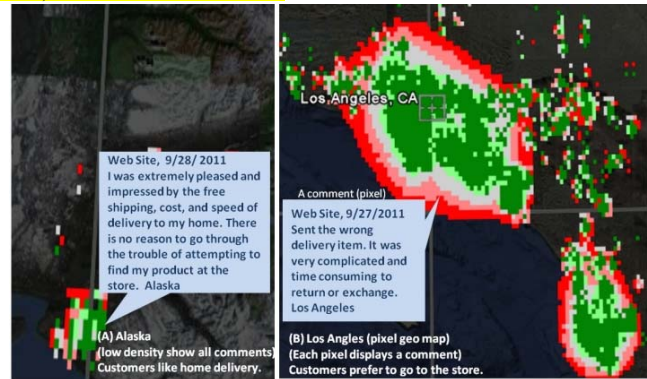 Web Site, 9/28/ 2011
I was extremely pleased and
impressed by the free
shipping, cost, and speed of
delivery to my home. There
is no reason to go through
the trouble of attempting to
find my product at the
store.  Alaska
(A) Alaska
(low density show all comments)
Customers like home delivery.
Los Angeles, CA
A comment (pixel)
Web Site, 9/27/2011
Sent the wrong
delivery item. It was
very complicated and
time consuming to
return or exchange.
Los Angeles
(B) Los Angles (pixel geo map)
(Each pixel displays a comment)
Customers prefer to go to the store.